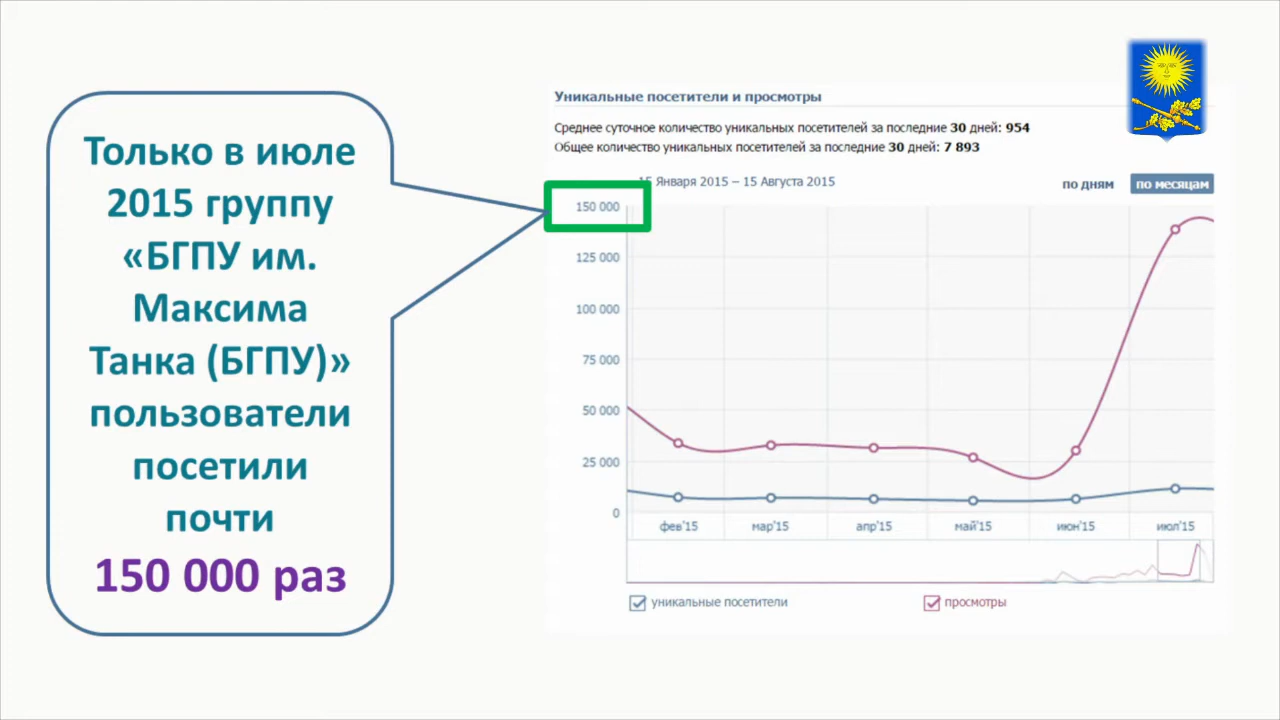 Только в июле
2015 группу
«БГПУ им.
Максима
Танка (БГПУ)»
пользователи
посетили
почти
150 000 раз
Уникальные посетители и просмотры
Среднее суточное количество уникальных посетителей за последние 30 дней: 954
Общее количество уникальных посетителей за последние 30 дней: 7 893
15 Января 2015 – 15 Августа 2015
по дням
по месяцам
150 000
125 000
100 000
75 000
50 000
25 000
0
фев'15
мар'15
апр'15
май'15
июн'15
июл'15
уникальные посетители
просмотры